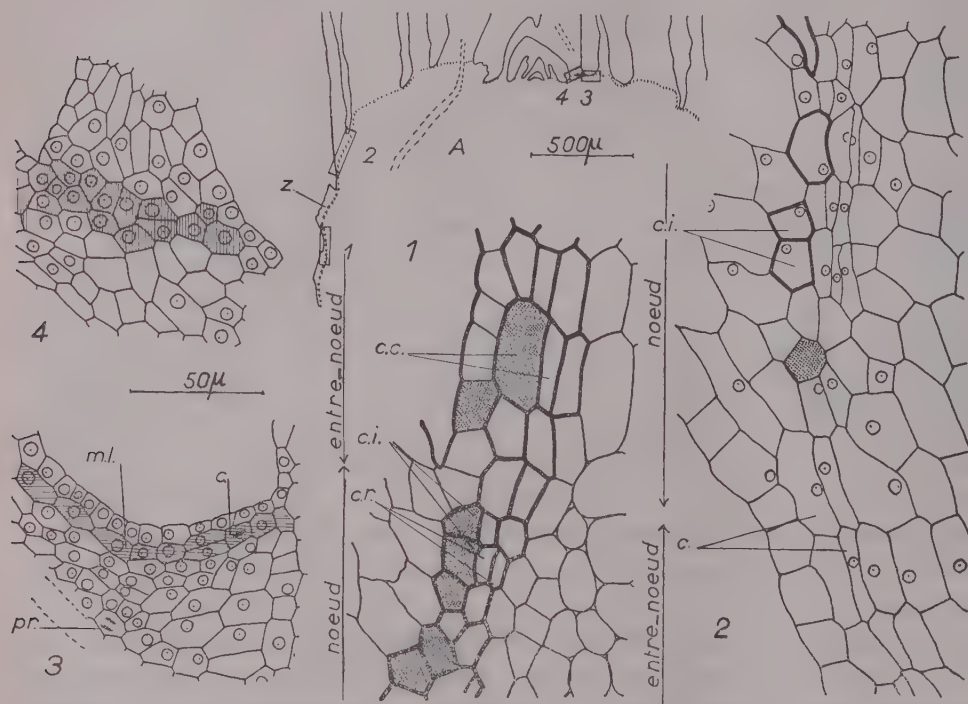 4
50µ
m.l.
c.
pr.
3
z.
2
A
4 3
500µ
1
1
entre_noeud
noeud
c.c.
c.i.
c.r.
c.i.
noeud
entre_noeud
c.
2